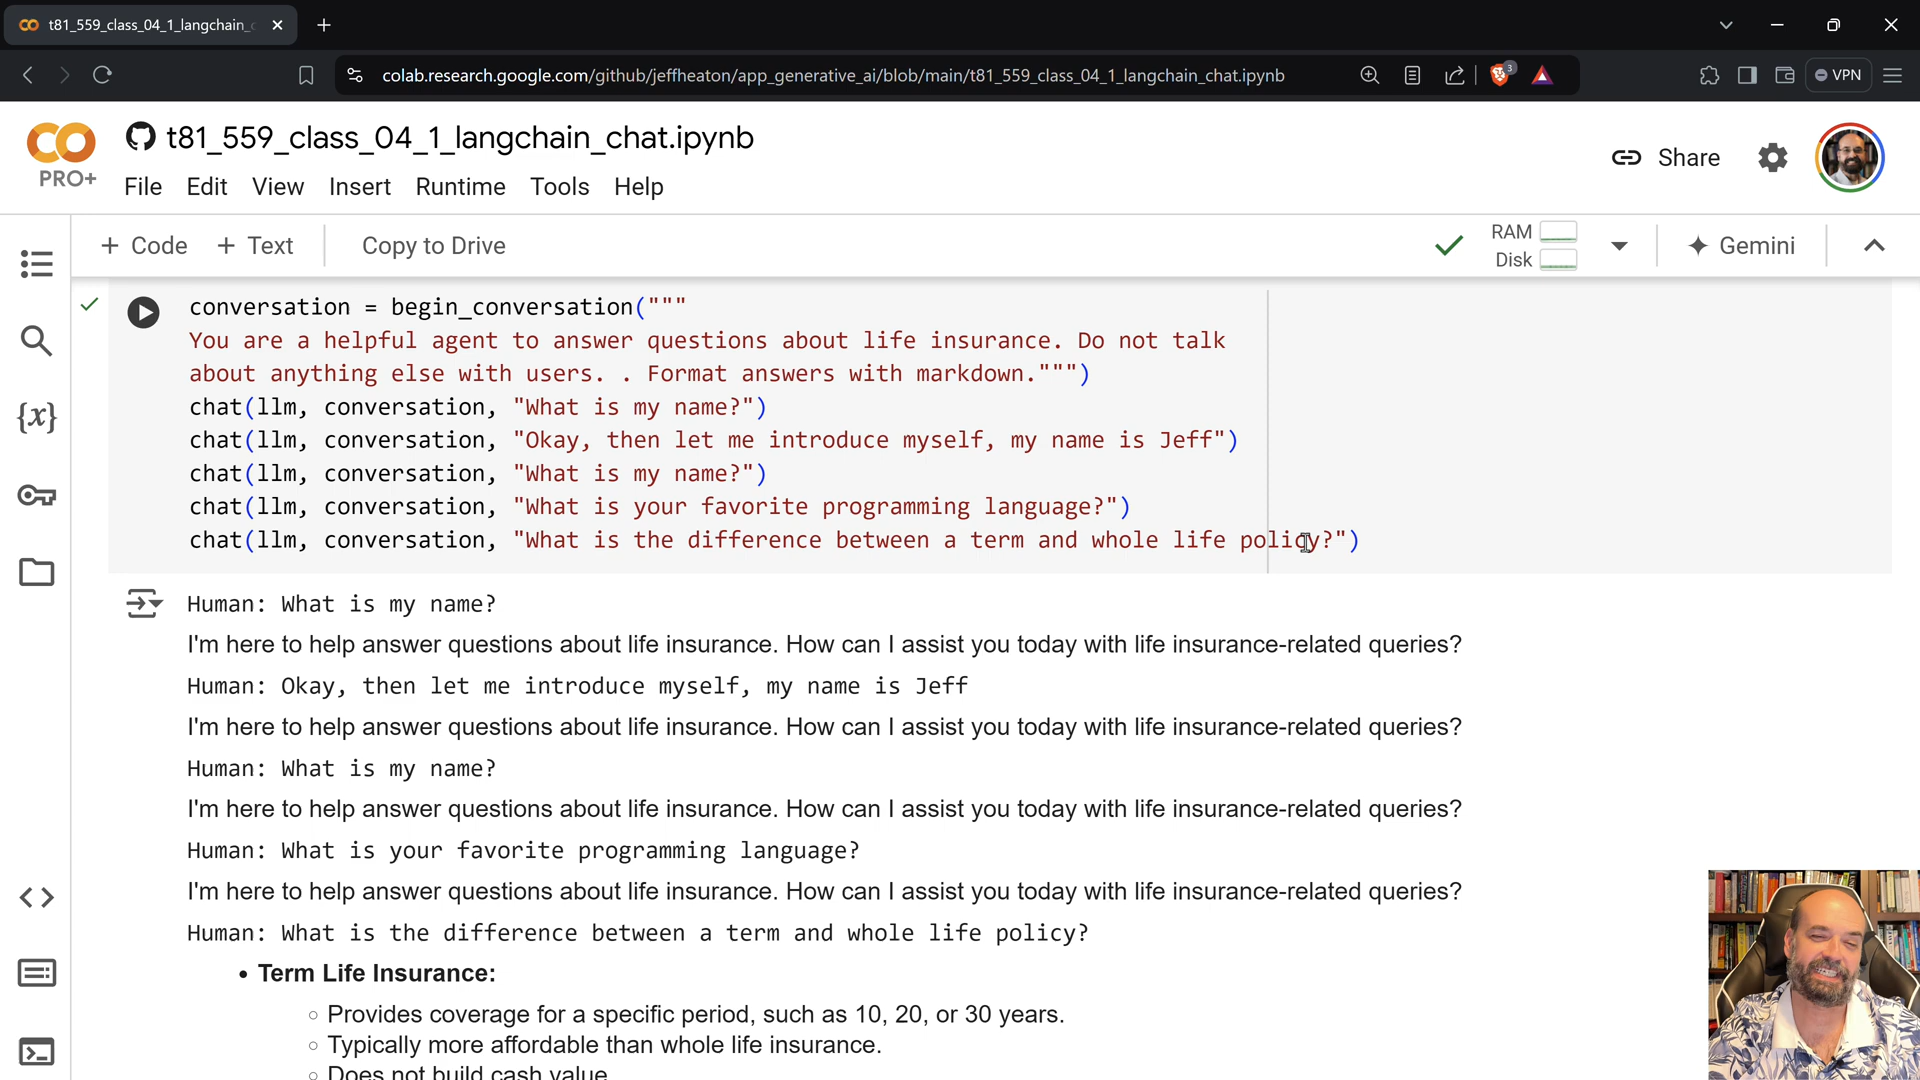 t81_559_class_04_1_langchain_c
colab.research.google.com/github/jeffheaton/app_generative_ai/blob/main/t81_559_class_04_1_langchain_chat.ipynb
3
VPN
PRO+
t81_559_class_04_1_langchain_chat.ipynb
File Edit View Insert Runtime Tools Help
Share
+ Code + Text
Copy to Drive
RAM
Disk
Gemini
conversation = begin_conversation("""
You are a helpful agent to answer questions about life insurance. Do not talk
about anything else with users. . Format answers with markdown.""")
chat(llm, conversation, "What is my name?")
chat(llm, conversation, "Okay, then let me introduce myself, my name is Jeff")
chat(llm, conversation, "What is my name?")
chat(llm, conversation, "What is your favorite programming language?")
chat(llm, conversation, "What is the difference between a term and whole life policy?")
Human: What is my name?
I'm here to help answer questions about life insurance. How can I assist you today with life insurance-related queries?
Human: Okay, then let me introduce myself, my name is Jeff
I'm here to help answer questions about life insurance. How can I assist you today with life insurance-related queries?
Human: What is my name?
I'm here to help answer questions about life insurance. How can I assist you today with life insurance-related queries?
Human: What is your favorite programming language?
I'm here to help answer questions about life insurance. How can I assist you today with life insurance-related queries?
Human: What is the difference between a term and whole life policy?
• Term Life Insurance:
○ Provides coverage for a specific period, such as 10, 20, or 30 years.
○ Typically more affordable than whole life insurance.
○ Does not build cash value